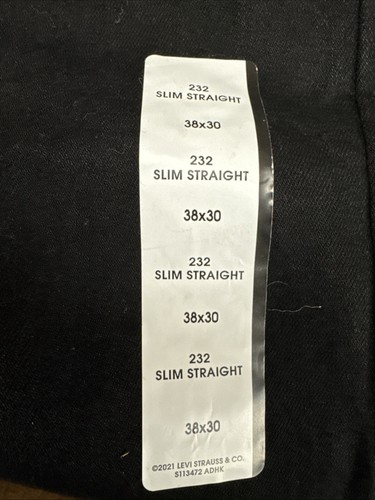 232
SLIM STRAIGHT
38x30
232
SLIM STRAIGHT
38x30
232
SLIM STRAIGHT
38x30
232
SLIM STRAIGHT
38x30
©2021 LEVI STRAUSS & CO.
S113472 ADHK